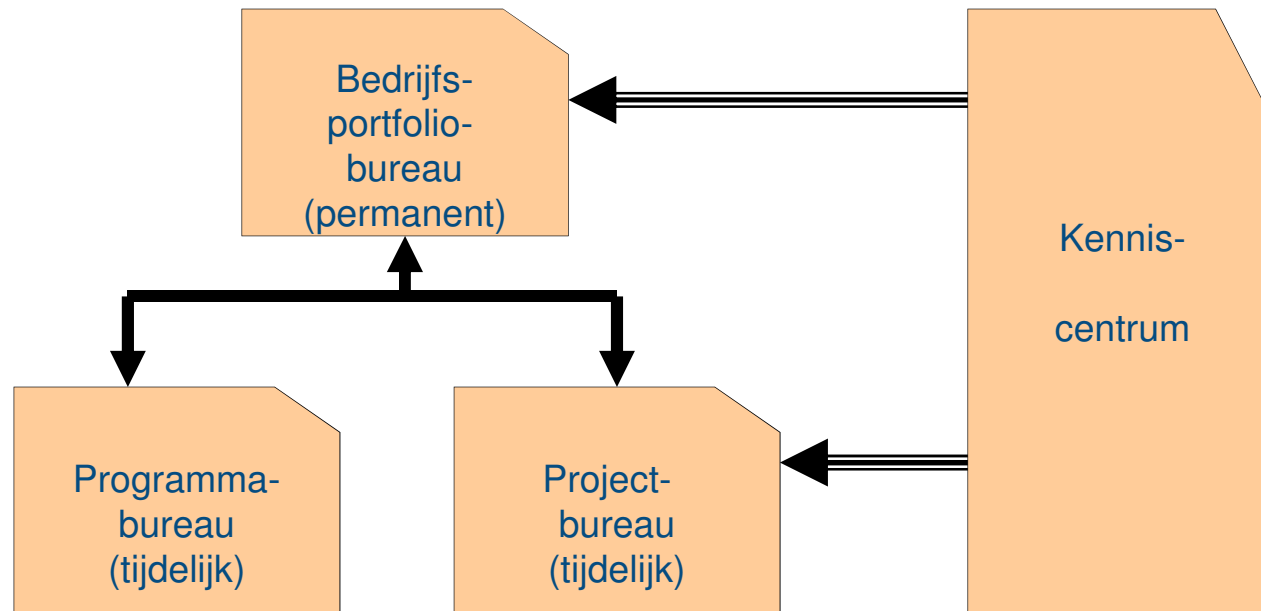 Bedrijfs-
portfolio-
bureau
(permanent)
Kennis-
centrum
Programma-
bureau
(tijdelijk)
Project-
bureau
(tijdelijk)